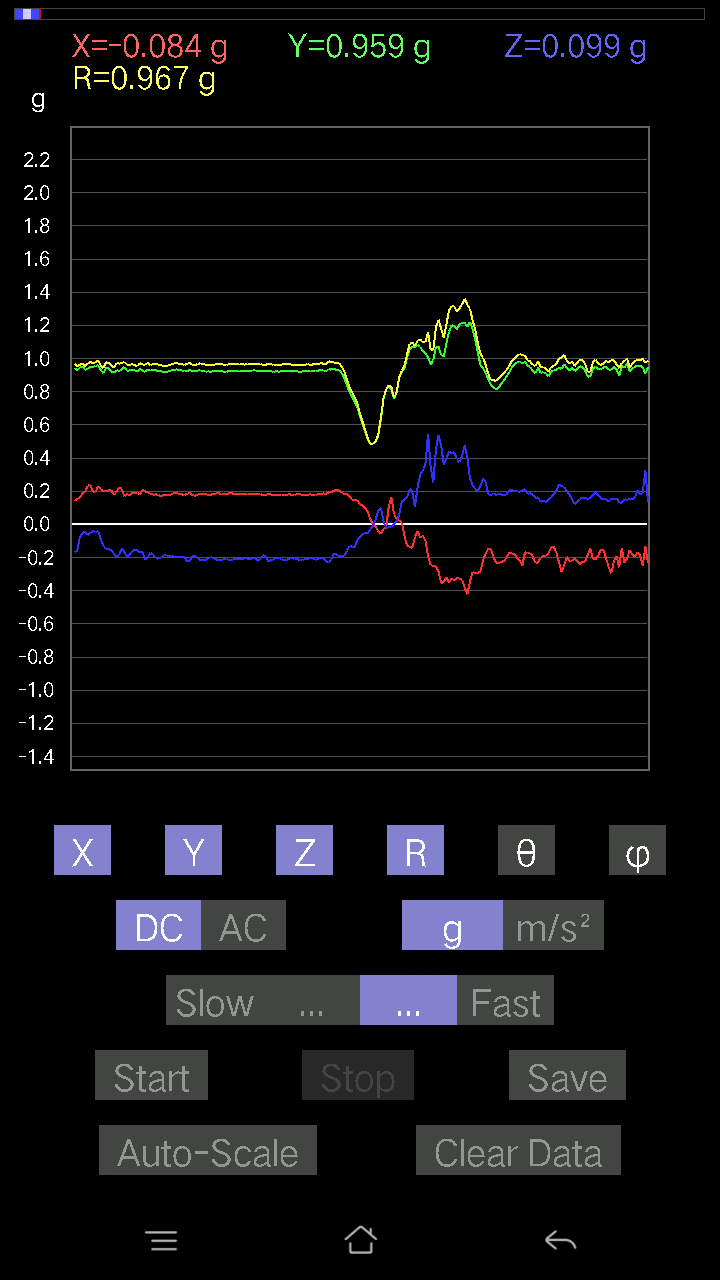 X=-0.084 g Y=0.959 g Z=0.099 g
R=0.967 g
g
2.2
2.0
1.8
1.6
1.4
1.2
1.0
0.8
0.6
0.4
0.2
0.0
-0.2
-0.4
-0.6
-0.8
-1.0
-1.2
-1.4
X Y Z R θ φ
DC AC g m/s²
Slow ... ... Fast
Start Stop Save
Auto-Scale Clear Data